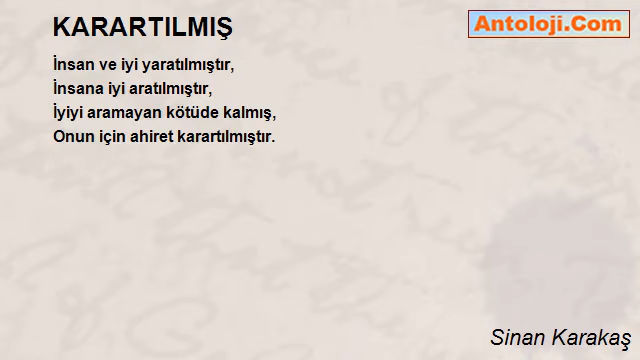 KARARTILMIŞ
Antoloji.Com
İnsan ve iyi yaratılmıştır,
İnsana iyi aratılmıştır,
İyiyi aramayan kötüde kalmış,
Onun için ahiret karartılmıştır.
Sinan Karakaş